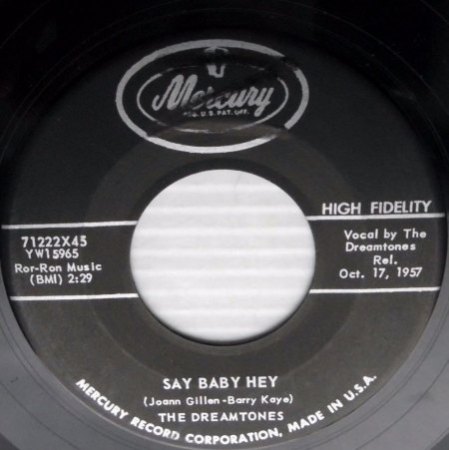 Mercury
REG. U.S. PAT. OFF.
HIGH FIDELITY
71222X45
YW15965
Ror-Ron Music
(BMI) 2:29
Vocal by The
Dreamtones
Rel.
Oct. 17, 1957
SAY BABY HEY
(Joann Gillen-Barry Kaye)
THE DREAMTONES
MERCURY RECORD CORPORATION, MADE IN U.S.A.